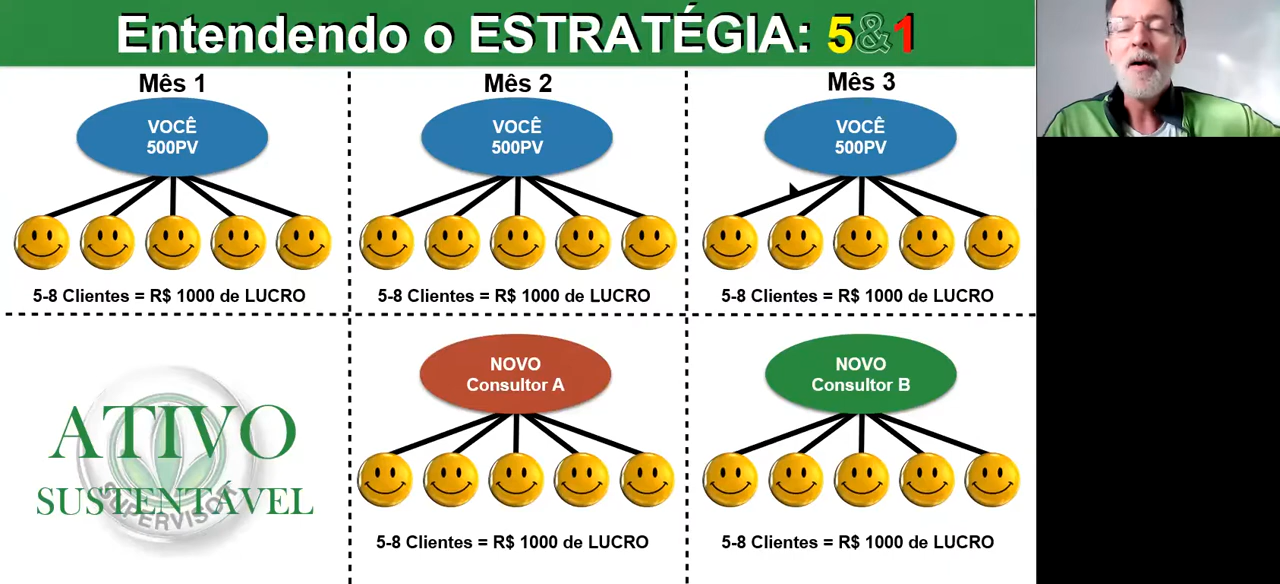 Entendendo o ESTRATÉGIA: 5&1
Mês 1
VOCÊ
500PV
5-8 Clientes = R$ 1000 de LUCRO
Mês 2
VOCÊ
500PV
5-8 Clientes = R$ 1000 de LUCRO
Mês 3
VOCÊ
500PV
5-8 Clientes = R$ 1000 de LUCRO
ATIVO
SUSTENTÁVEL
SUPERVISOR
NOVO
Consultor A
5-8 Clientes = R$ 1000 de LUCRO
NOVO
Consultor B
5-8 Clientes = R$ 1000 de LUCRO